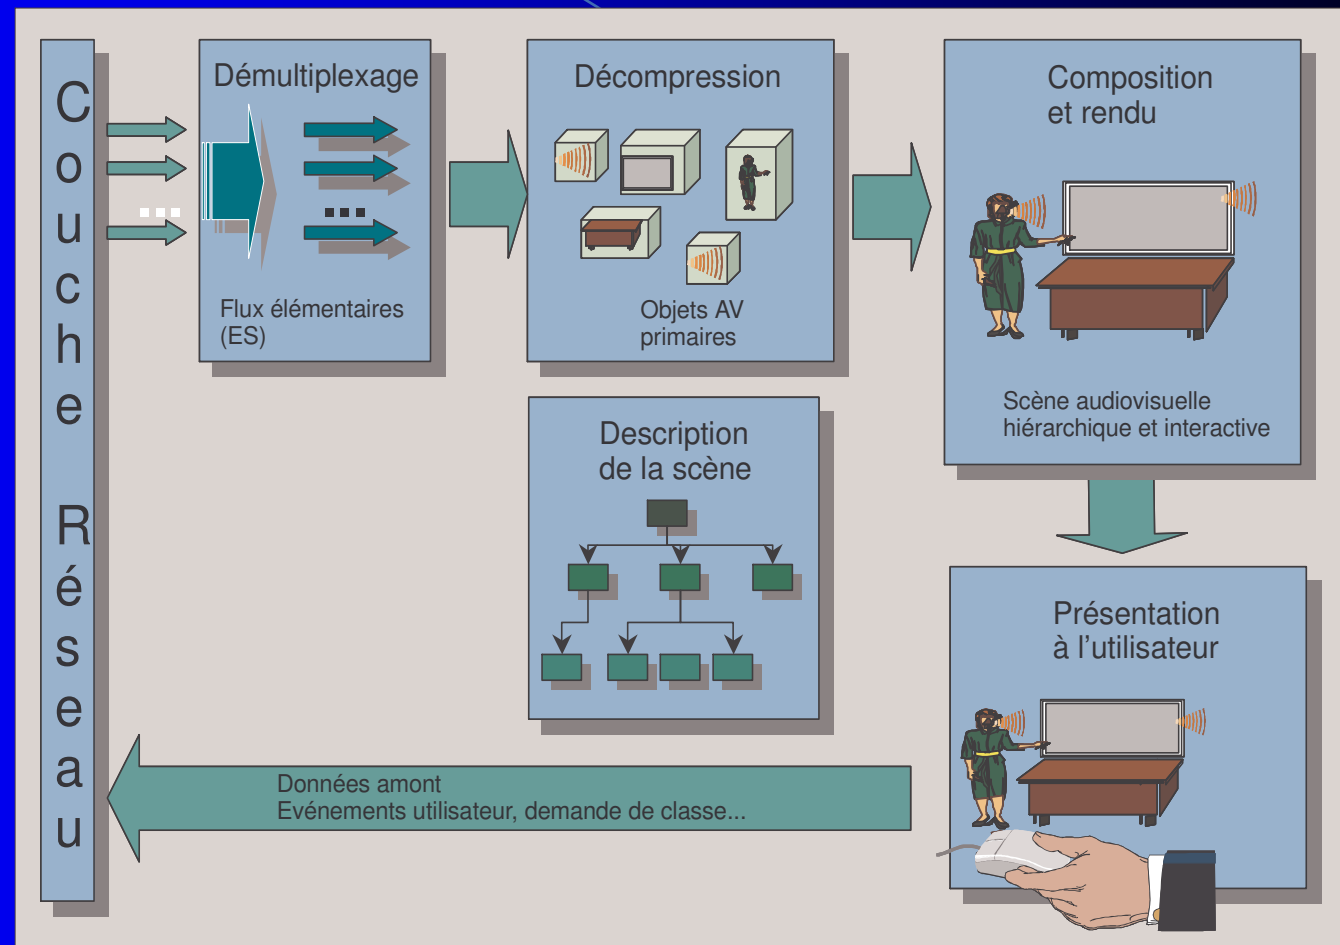 Couche Réseau
Démultiplexage
Flux élémentaires
(ES)
Décompression
Objets AV
primaires
Composition
et rendu
Scène audiovisuelle
hiérarchique et interactive
Description
de la scène
Présentation
à l’utilisateur
Données amont
Evénements utilisateur, demande de classe...